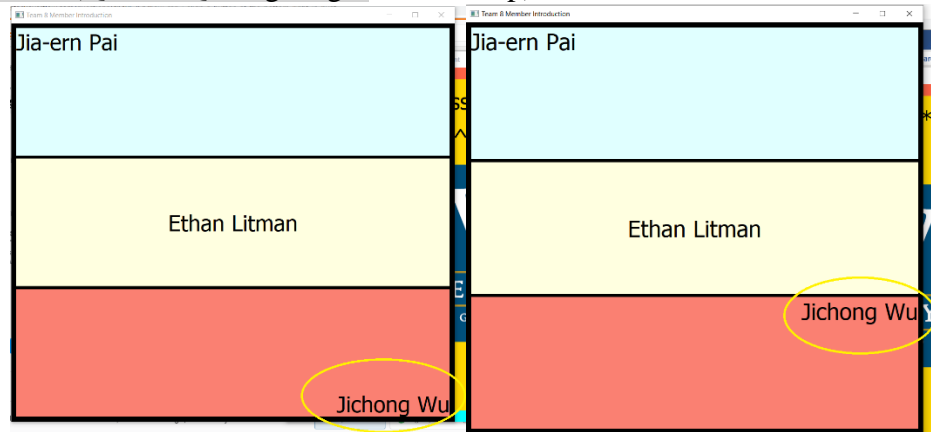 Team 8 Member Introduction
Jia-ern Pai
Ethan Litman
Jichong Wu
Team 8 Member Introduction
Jia-ern Pai
Ethan Litman
Jichong Wu